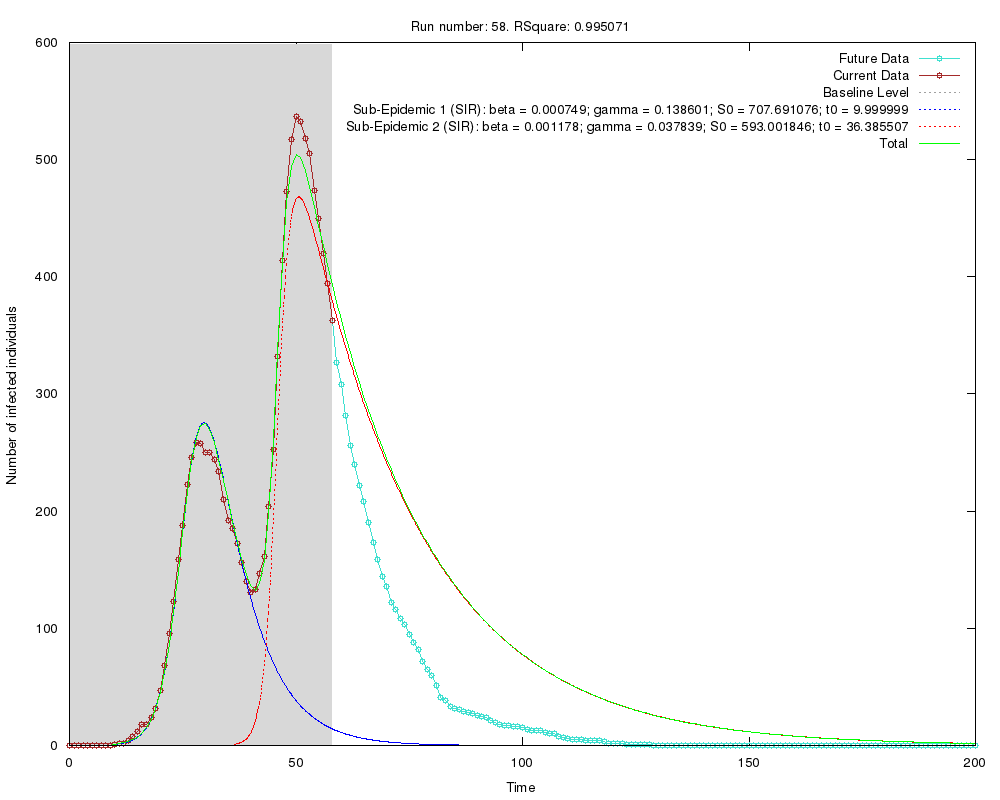 Run number: 58. RSquare: 0.995071
600
500
400
300
200
100
0
0
50
100
150
200
Number of infected individuals
Time
Future Data
Current Data
Baseline Level
Sub-Epidemic 1 (SIR): beta = 0.000749; gamma = 0.138601; S0 = 707.691076; t0 = 9.999999
Sub-Epidemic 2 (SIR): beta = 0.001178; gamma = 0.037839; S0 = 593.001846; t0 = 36.385507
Total